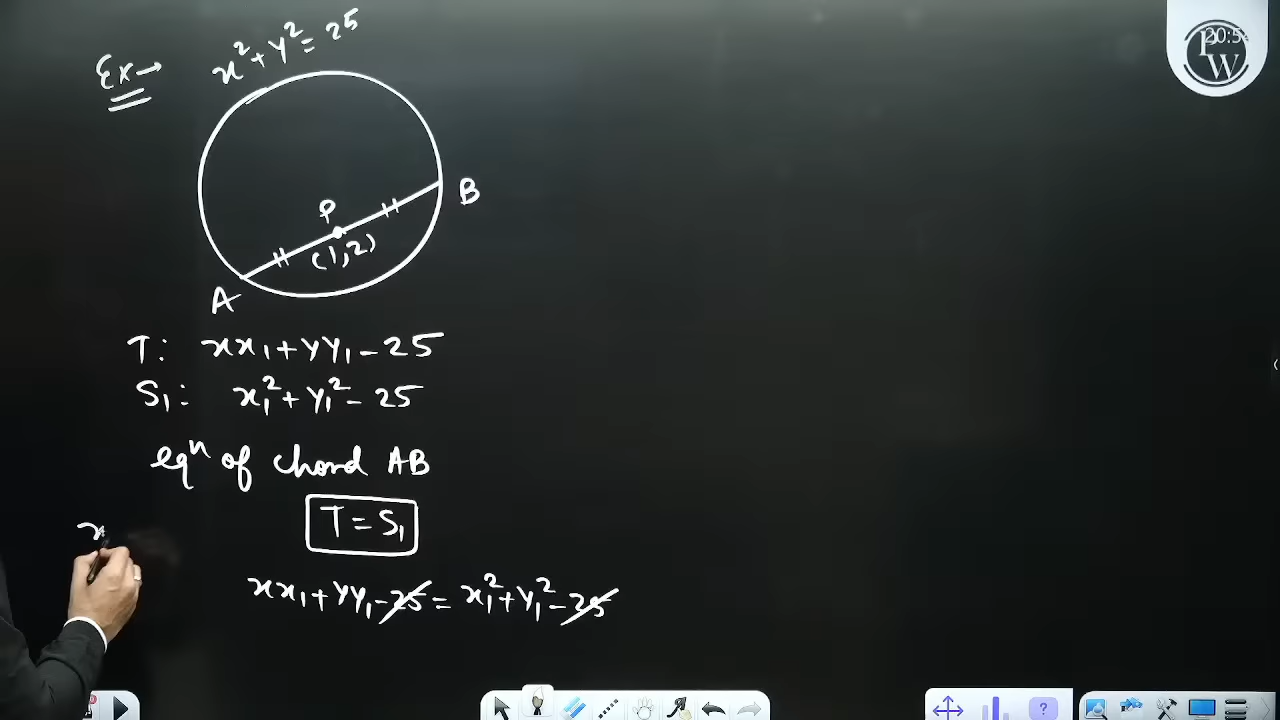 Ex→
x² + y² = 25
P
(1,2)
B
A
T: xx₁ + yy₁ - 25
S₁: x₁² + y₁² - 25
eqⁿ of chord AB
T = S₁
x
xx₁ + yy₁ - 25 = x₁² + y₁² - 25
PW
?